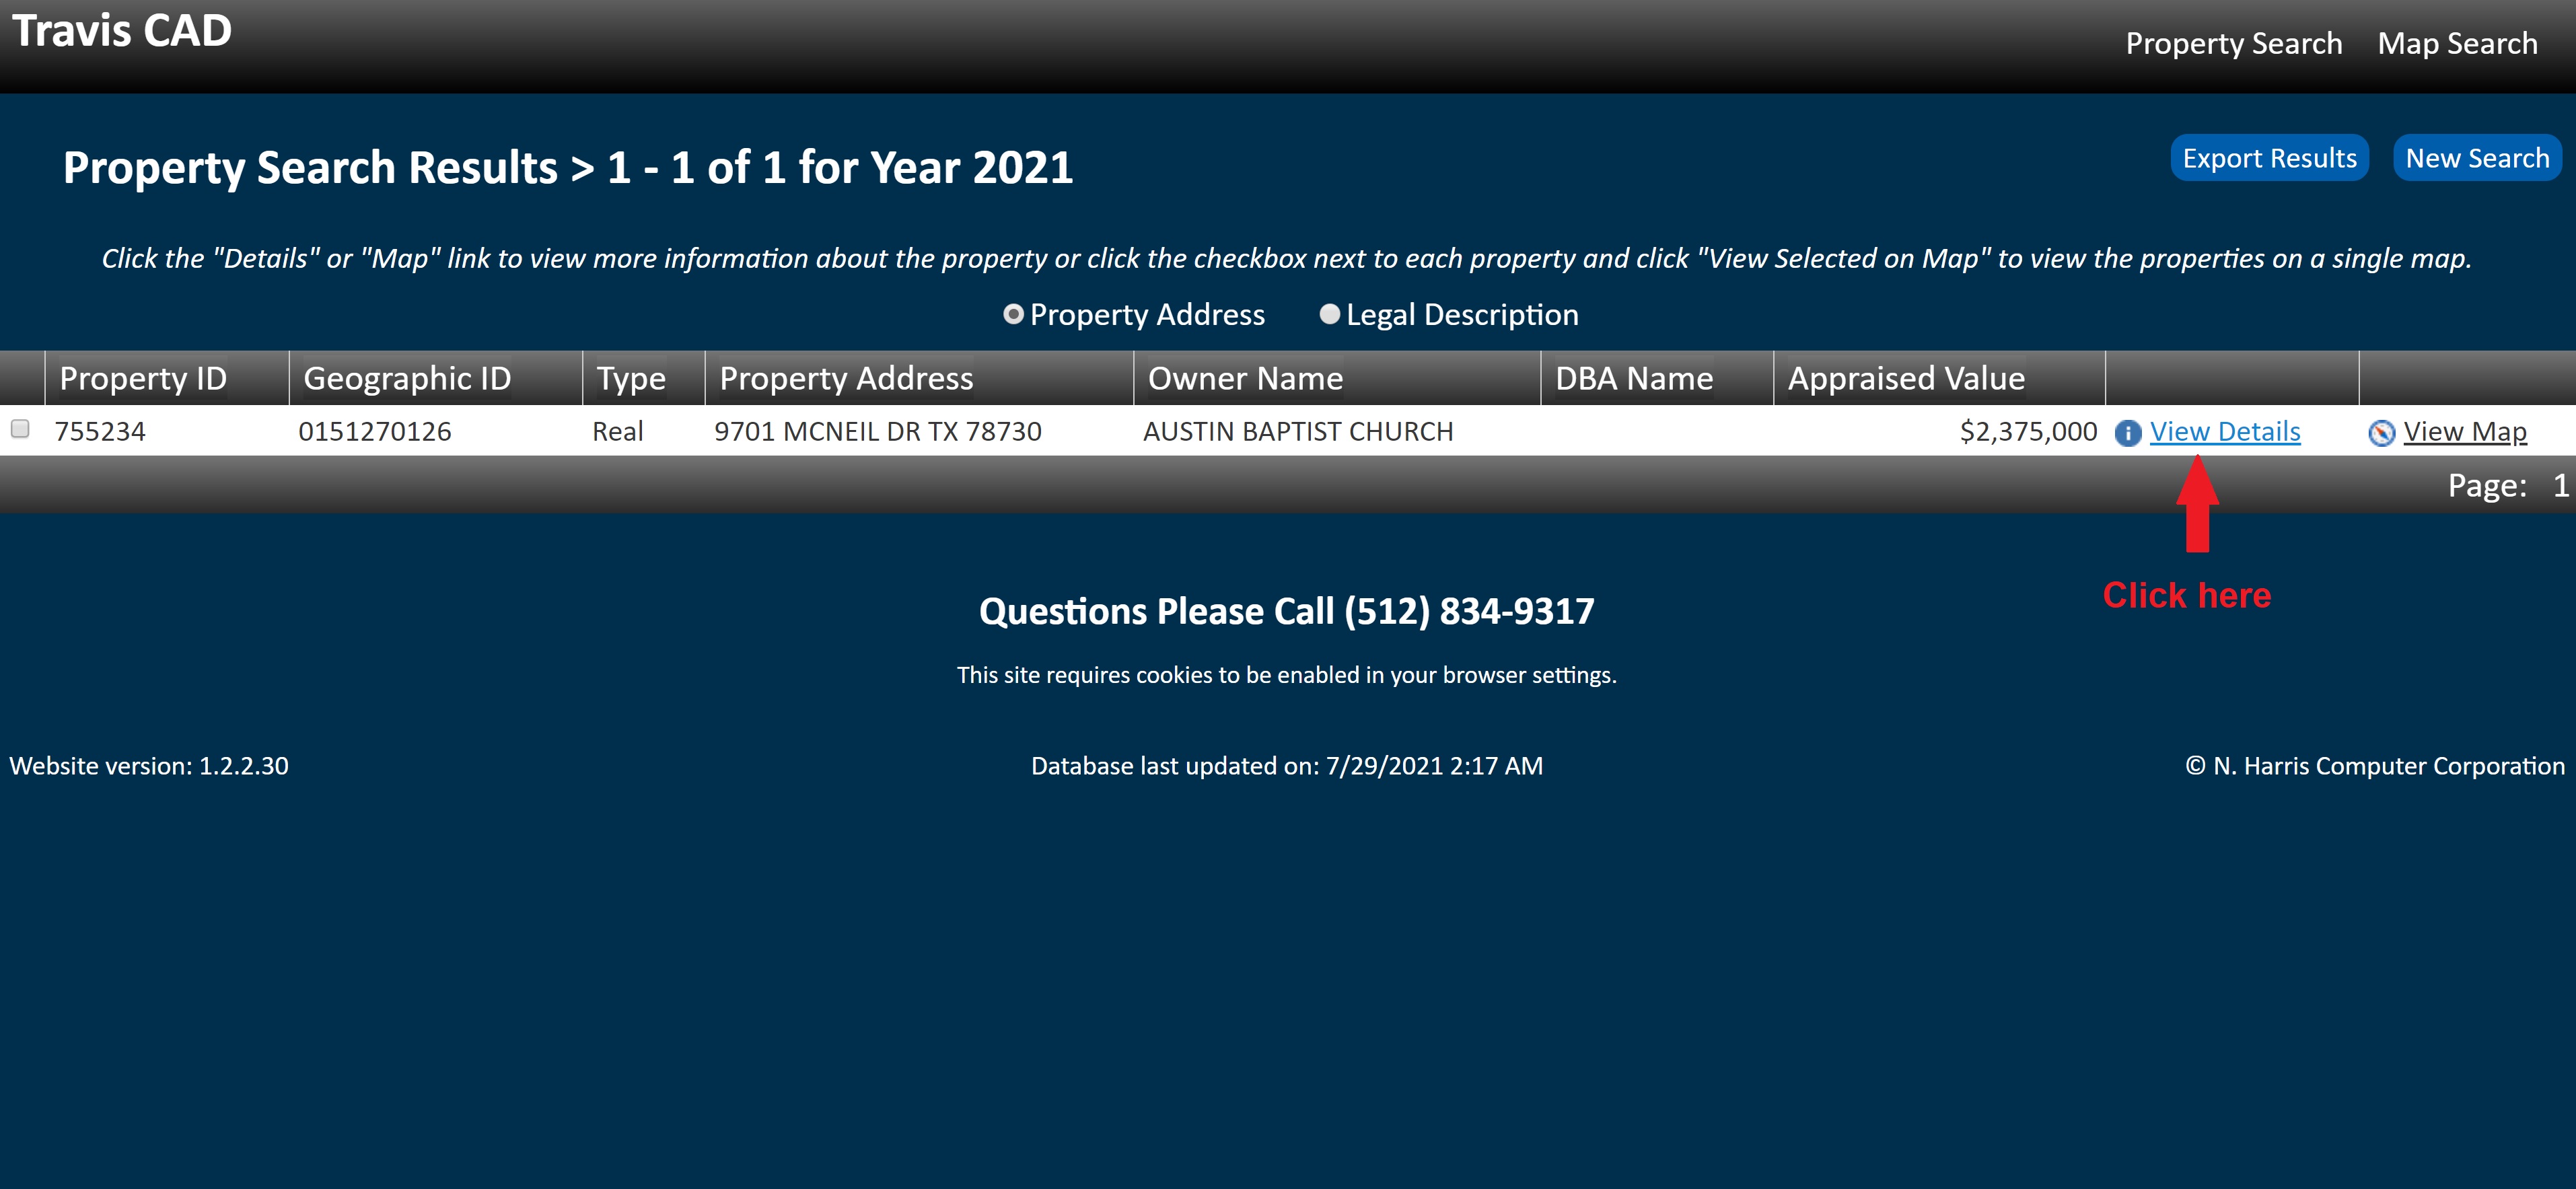 Travis CAD
Property Search Map Search
Property Search Results > 1 - 1 of 1 for Year 2021
Export Results New Search
Click the "Details" or "Map" link to view more information about the property or click the checkbox next to each property and click "View Selected on Map" to view the properties on a single map.
Property Address Legal Description
Property ID Geographic ID Type Property Address Owner Name DBA Name Appraised Value
755234 0151270126 Real 9701 MCNEIL DR TX 78730 AUSTIN BAPTIST CHURCH $2,375,000 View Details View Map
Page: 1
Click here
Questions Please Call (512) 834-9317
This site requires cookies to be enabled in your browser settings.
Website version: 1.2.2.30 Database last updated on: 7/29/2021 2:17 AM © N. Harris Computer Corporation